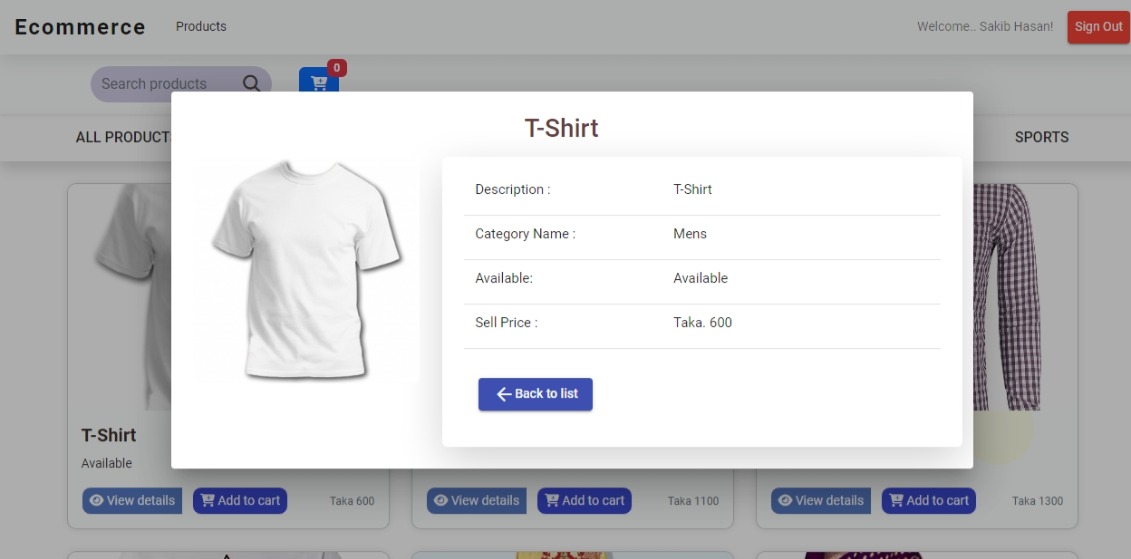 Ecommerce Products Welcome.. Sakib Hasan! Sign Out
Search products 0
ALL PRODUCT SPORTS
T-Shirt
Description : T-Shirt
Category Name : Mens
Available: Available
Sell Price : Taka. 600
Back to list
T-Shirt
Available
View details Add to cart Taka 600
View details Add to cart Taka 1100
View details Add to cart Taka 1300